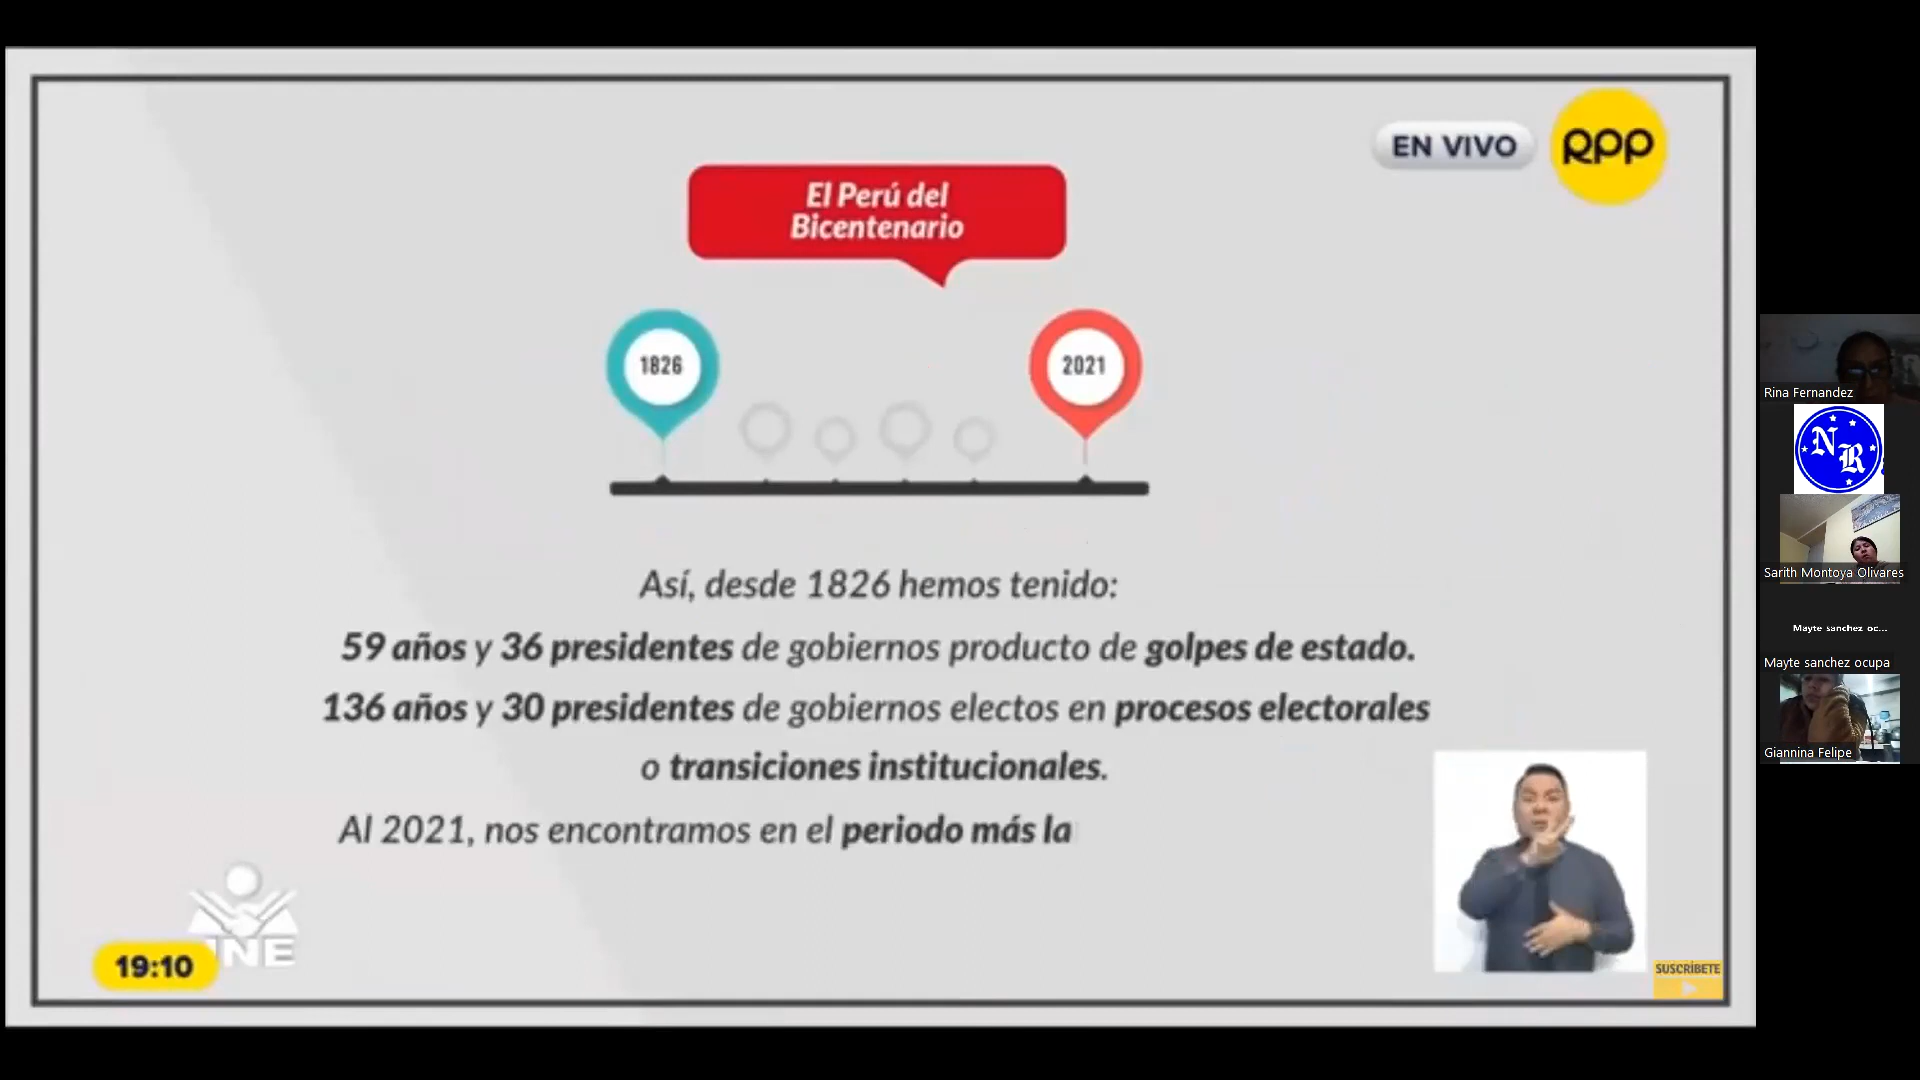 EN VIVO
RPP
El Perú del
Bicentenario
1826
2021
Así, desde 1826 hemos tenido:
59 años y 36 presidentes de gobiernos producto de golpes de estado.
136 años y 30 presidentes de gobiernos electos en procesos electorales
o transiciones institucionales.
Al 2021, nos encontramos en el periodo más la
JNE
19:10
SUSCRÍBETE
Rina Fernandez
N R
Sarith Montoya Olivares
Mayte sanchez oc...
Mayte sanchez ocupa
Giannina Felipe